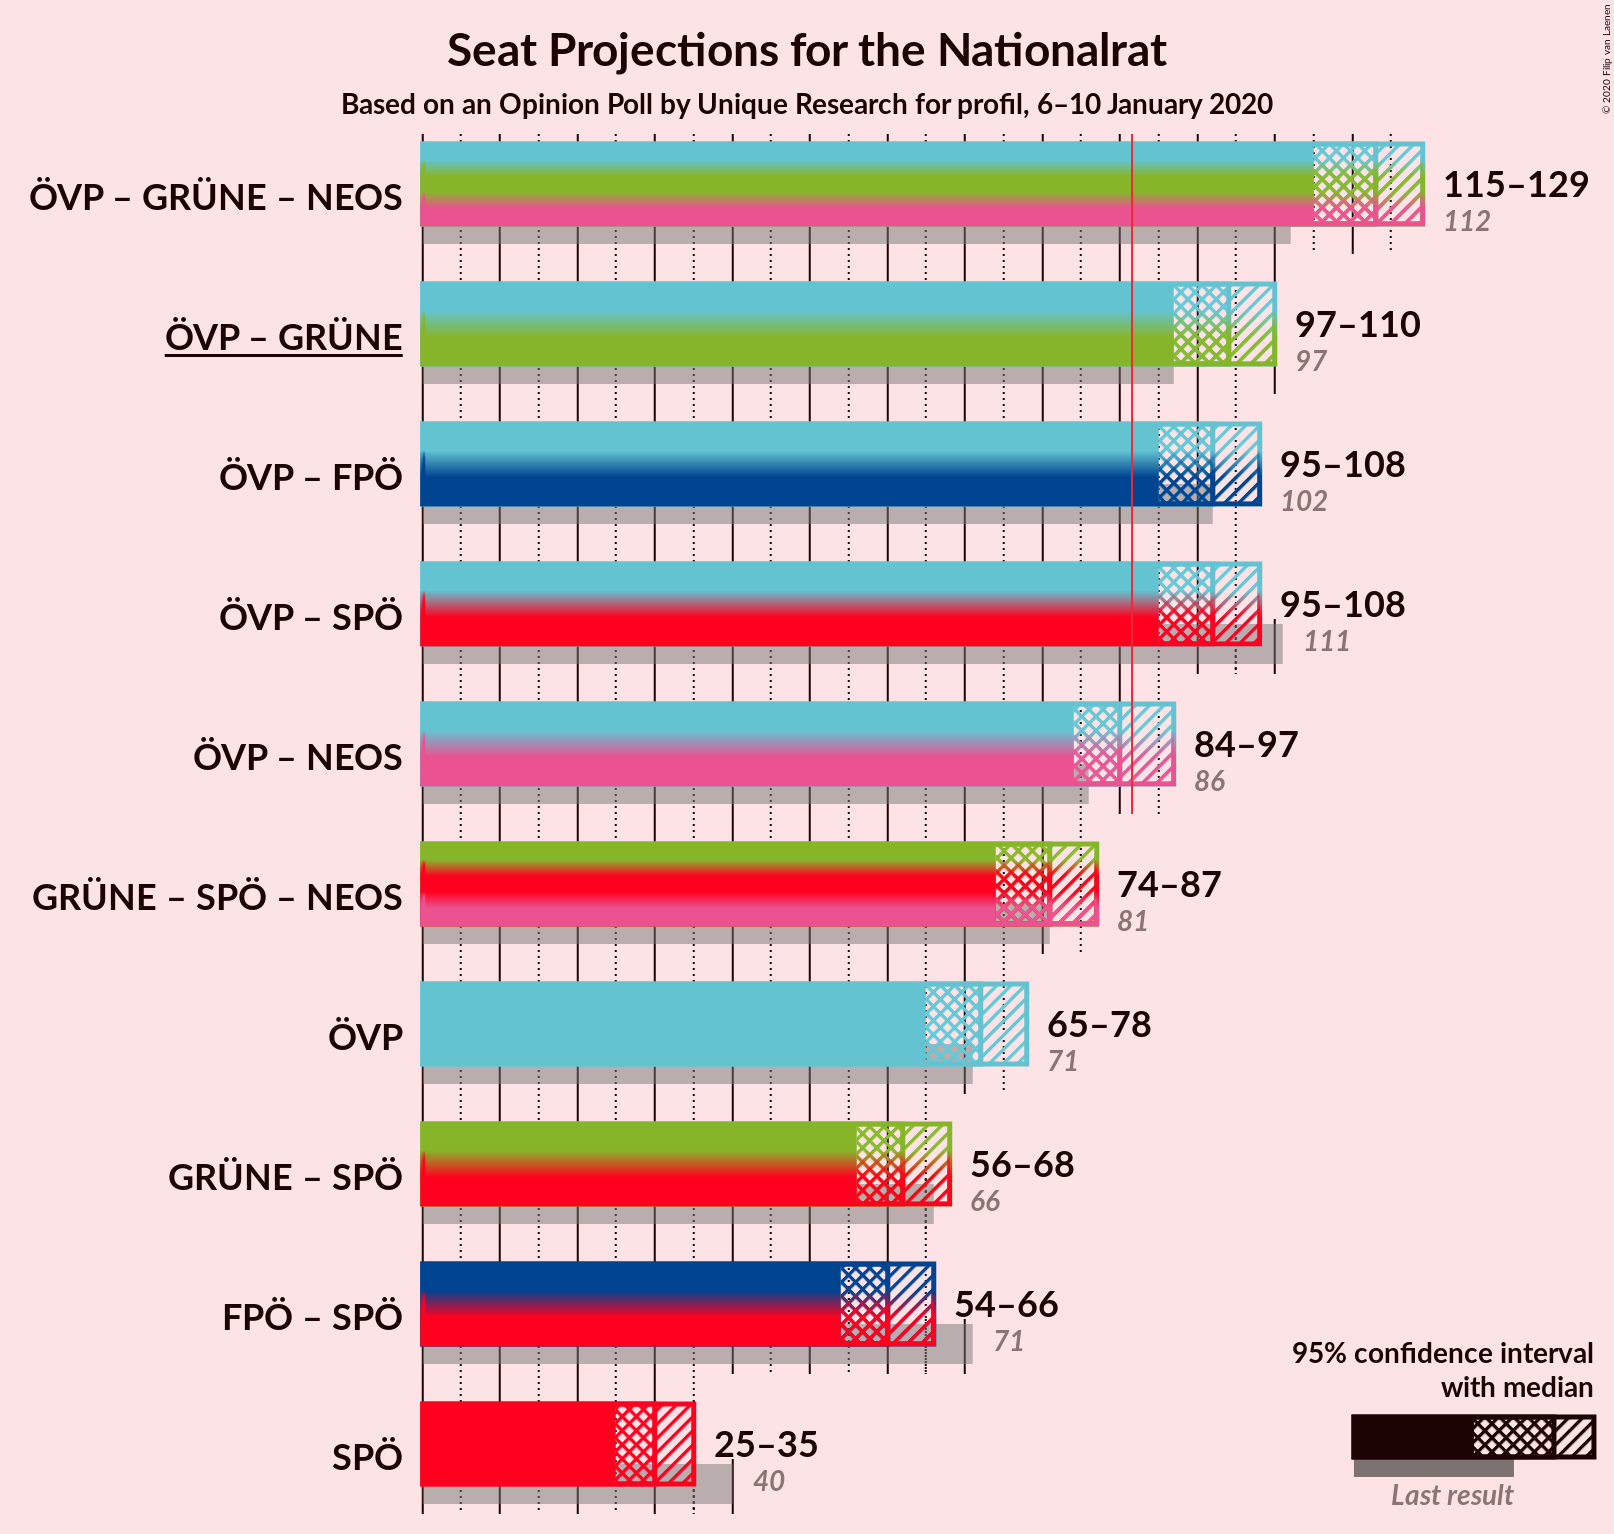 Seat Projections for the Nationalrat
Based on an Opinion Poll by Unique Research for profil, 6–10 January 2020
© 2020 Filip van Laenen
ÖVP – GRÜNE – NEOS
115–129
112
ÖVP – GRÜNE
97–110
97
ÖVP – FPÖ
95–108
102
ÖVP – SPÖ
95–108
111
ÖVP – NEOS
84–97
86
GRÜNE – SPÖ – NEOS
74–87
81
ÖVP
65–78
71
GRÜNE – SPÖ
56–68
66
FPÖ – SPÖ
54–66
71
SPÖ
25–35
40
95% confidence interval
with median
Last result